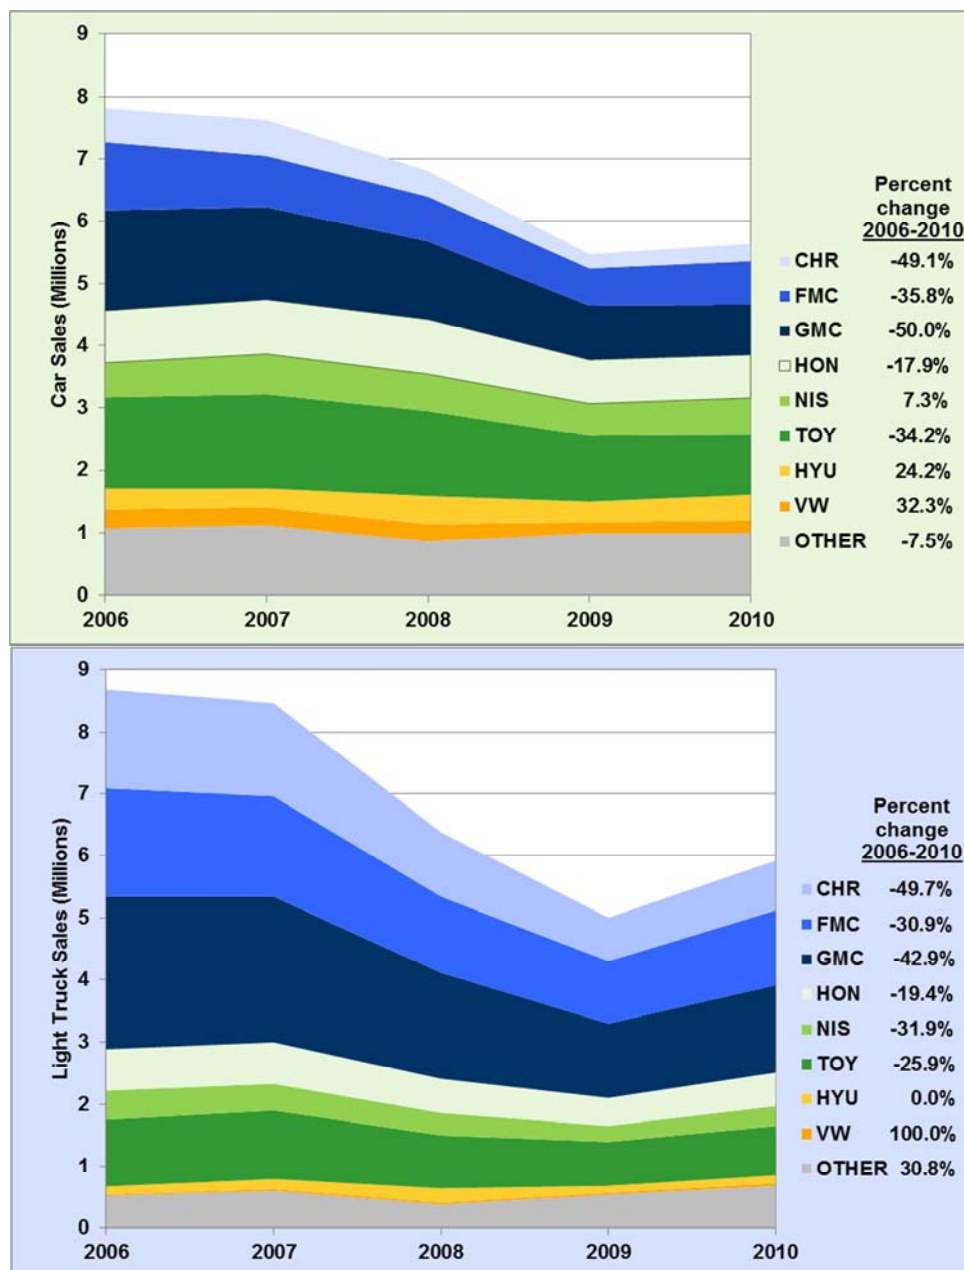 9
8
7
6
5
4
3
2
1
0
Car Sales (Millions)
2006 2007 2008 2009 2010
Percent
change
2006-2010
CHR -49.1%
FMC -35.8%
GMC -50.0%
HON -17.9%
NIS 7.3%
TOY -34.2%
HYU 24.2%
VW 32.3%
OTHER -7.5%
9
8
7
6
5
4
3
2
1
0
Light Truck Sales (Millions)
2006 2007 2008 2009 2010
Percent
change
2006-2010
CHR -49.7%
FMC -30.9%
GMC -42.9%
HON -19.4%
NIS -31.9%
TOY -25.9%
HYU 0.0%
VW 100.0%
OTHER 30.8%